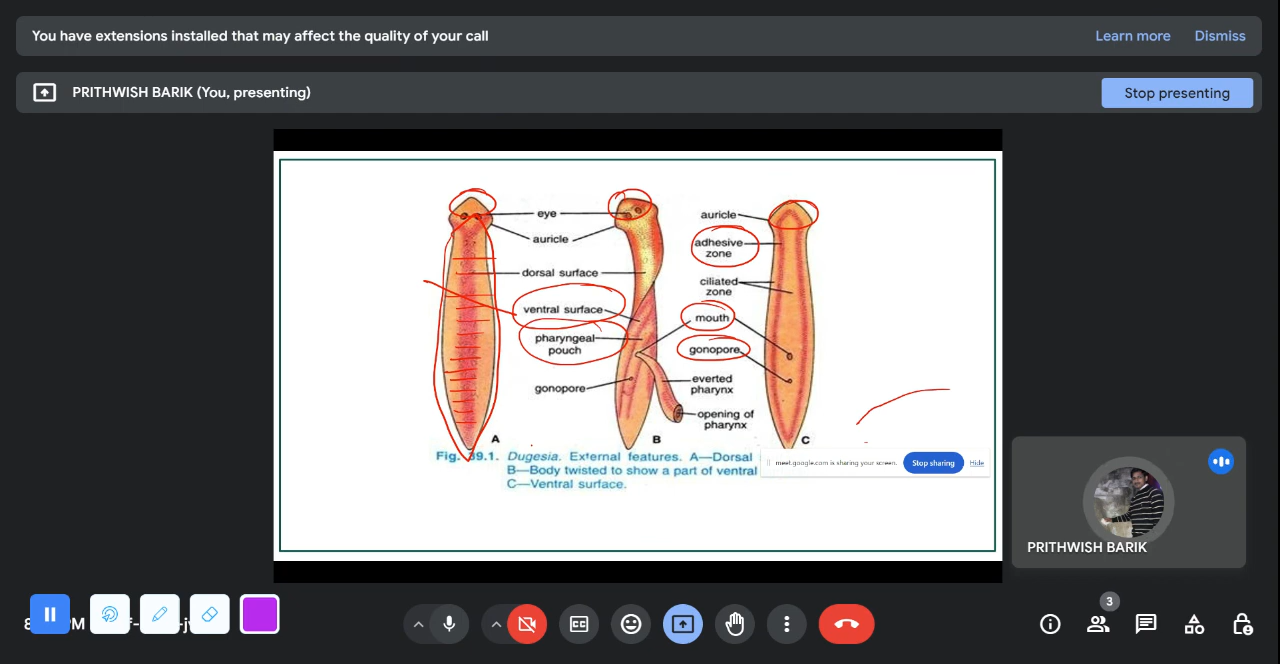 You have extensions installed that may affect the quality of your call
Learn more
Dismiss
PRITHWISH BARIK (You, presenting)
Stop presenting
eye
auricle
dorsal surface
ventral surface
pharyngeal
pouch
gonopore
auricle
adhesive
zone
ciliated
zone
mouth
gonopore
everted
pharynx
opening of
pharynx
A
B
C
Fig. 39.1. Dugesia. External features. A—Dorsal
B—Body twisted to show a part of ventral
C—Ventral surface.
meet.google.com is sharing your screen.
Stop sharing
Hide
PRITHWISH BARIK
3
CC